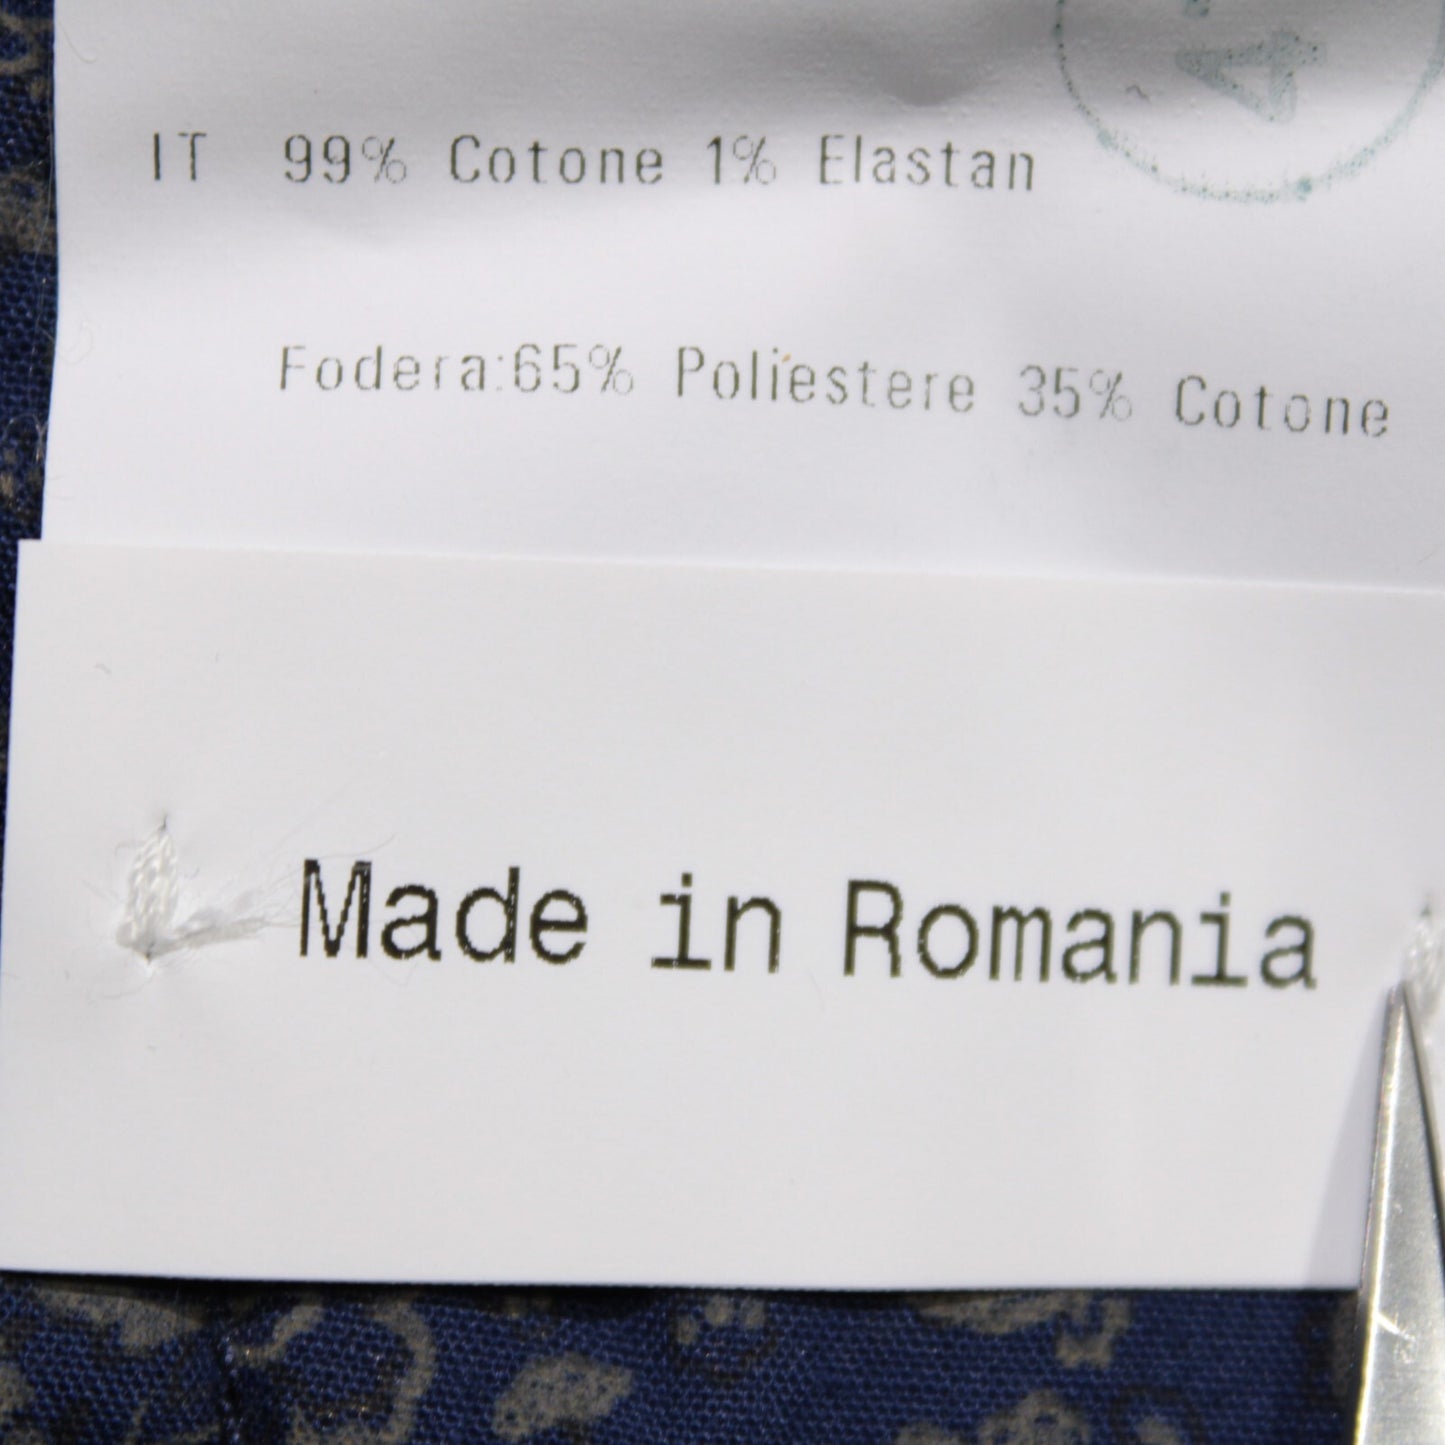 IT 99% Cotone 1% Elastan
Fodera:65% Poliestere 35% Cotone
Made in Romania